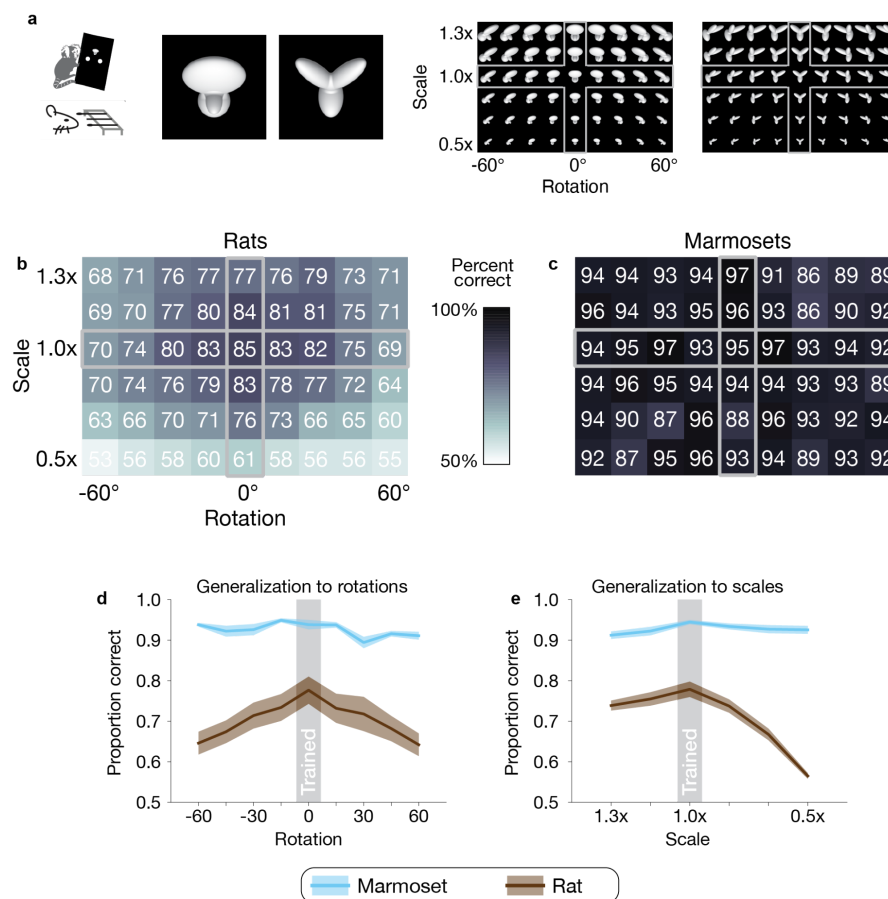 a
1.3x
Scale
1.0x
0.5x
-60° 0° 60°
Rotation
Rats
b
1.3x 68 71 76 77 77 76 79 73 71
69 70 77 80 84 81 81 75 71
Scale 1.0x 70 74 80 83 85 83 82 75 69
70 74 76 79 83 78 77 72 64
63 66 70 71 76 73 66 65 60
0.5x 53 56 58 60 61 58 56 56 55
-60° 0° 60°
Rotation
Percent
correct
100%
50%
Marmosets
c
94 94 93 94 97 91 86 89 89
96 94 93 95 96 93 86 90 92
94 95 97 93 95 97 93 94 92
94 96 95 94 94 94 93 93 89
94 90 87 96 88 96 93 92 94
92 87 95 96 93 94 89 93 92
d Generalization to rotations
Proportion correct
1.0
0.9
0.8
0.7
0.6
0.5
Trained
-60 -30 0 30 60
Rotation
e Generalization to scales
Proportion correct
1.0
0.9
0.8
0.7
0.6
0.5
Trained
1.3x 1.0x 0.5x
Scale
Marmoset Rat